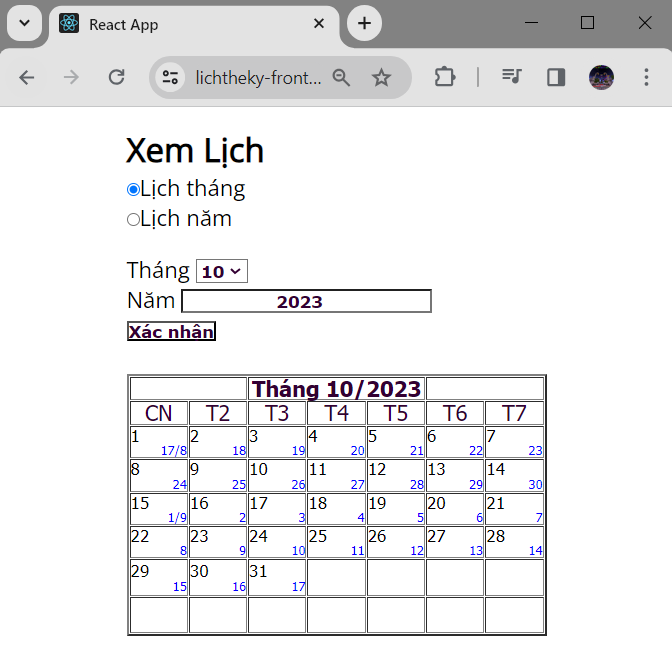 React App
lichtheky-front...
Xem Lịch
Lịch tháng
Lịch năm
Tháng 10
Năm 2023
Xác nhận
Tháng 10/2023
CN T2 T3 T4 T5 T6 T7
1 2 3 4 5 6 7
17/8 18 19 20 21 22 23
8 9 10 11 12 13 14
24 25 26 27 28 29 30
15 16 17 18 19 20 21
1/9 2 3 4 5 6 7
22 23 24 25 26 27 28
8 9 10 11 12 13 14
29 30 31
15 16 17